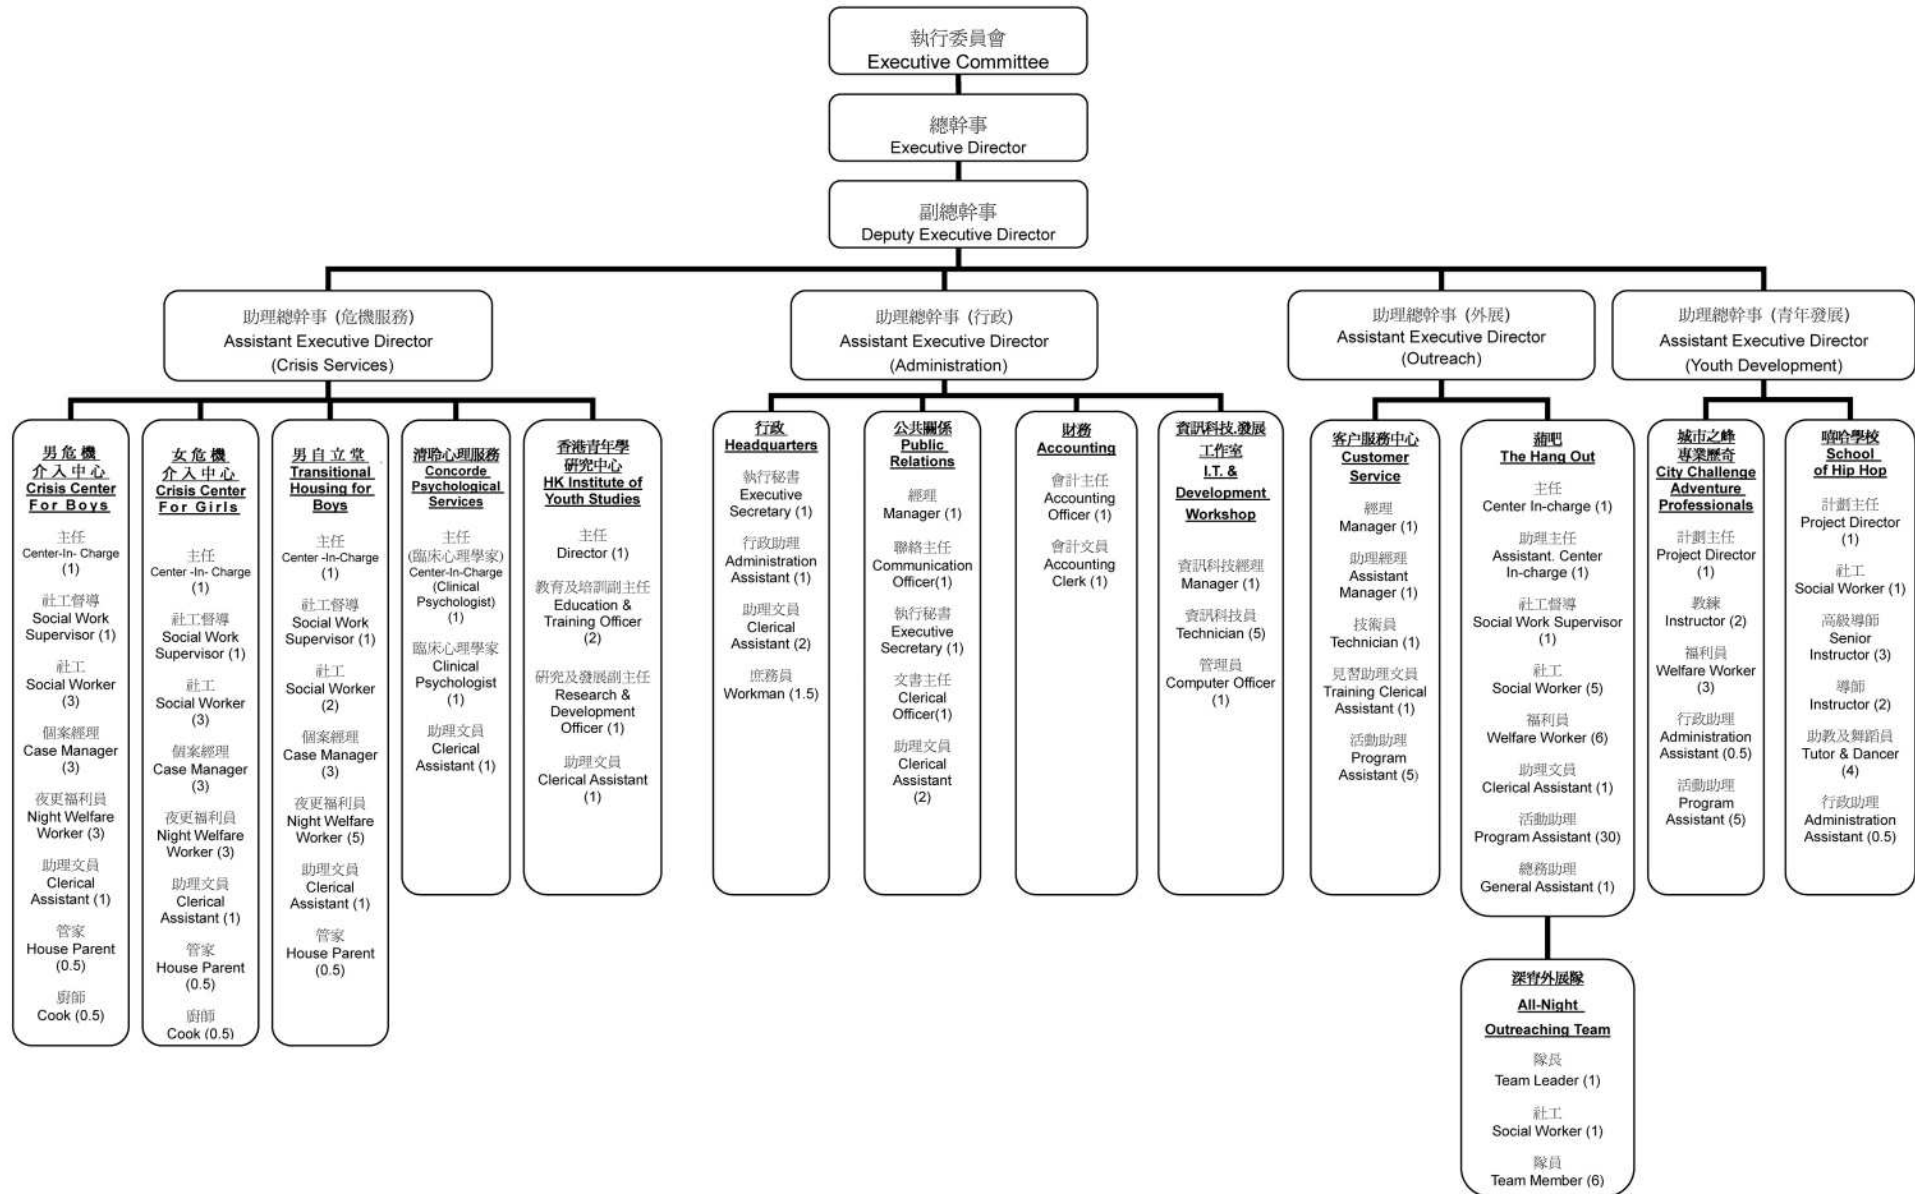 執行委員會
Executive Committee
總幹事
Executive Director
副總幹事
Deputy Executive Director
助理總幹事 (危機服務)
Assistant Executive Director
(Crisis Services)
助理總幹事 (行政)
Assistant Executive Director
(Administration)
助理總幹事 (外展)
Assistant Executive Director
(Outreach)
助理總幹事 (青年發展)
Assistant Executive Director
(Youth Development)
男危機
介入中心
Crisis Center
For Boys
主任
Center-In- Charge
(1)
社工督導
Social Work
Supervisor (1)
社工
Social Worker
(3)
個案經理
Case Manager
(3)
夜更福利員
Night Welfare
Worker (3)
助理文員
Clerical
Assistant (1)
管家
House Parent
(0.5)
廚師
Cook (0.5)
女危機
介入中心
Crisis Center
For Girls
主任
Center -In- Charge
(1)
社工督導
Social Work
Supervisor (1)
社工
Social Worker
(3)
個案經理
Case Manager
(3)
夜更福利員
Night Welfare
Worker (3)
助理文員
Clerical
Assistant (1)
管家
House Parent
(0.5)
廚師
Cook (0.5)
男自立堂
Transitional
Housing for
Boys
主任
Center -In-Charge
(1)
社工督導
Social Work
Supervisor (1)
社工
Social Worker
(2)
個案經理
Case Manager
(3)
夜更福利員
Night Welfare
Worker (5)
助理文員
Clerical
Assistant (1)
管家
House Parent
(0.5)
清聆心理服務
Concorde
Psychological
Services
主任
(臨床心理學家)
Center-In-Charge
(Clinical
Psychologist)
(1)
臨床心理學家
Clinical
Psychologist
(1)
助理文員
Clerical
Assistant (1)
香港青年學
研究中心
HK Institute of
Youth Studies
主任
Director (1)
教育及培訓副主任
Education &
Training Officer
(2)
研究及發展副主任
Research &
Development
Officer (1)
助理文員
Clerical Assistant
(1)
行政
Headquarters
執行秘書
Executive
Secretary (1)
行政助理
Administration
Assistant (1)
助理文員
Clerical
Assistant (2)
庶務員
Workman (1.5)
公共關係
Public
Relations
經理
Manager (1)
聯絡主任
Communication
Officer(1)
執行秘書
Executive
Secretary (1)
文書主任
Clerical
Officer(1)
助理文員
Clerical
Assistant
(2)
財務
Accounting
會計主任
Accounting
Officer (1)
會計文員
Accounting
Clerk (1)
資訊科技.發展
工作室
I.T. &
Development
Workshop
資訊科技經理
Manager (1)
資訊科技員
Technician (5)
管理員
Computer Officer
(1)
客户服務中心
Customer
Service
經理
Manager (1)
助理經理
Assistant
Manager (1)
技術員
Technician (1)
見習助理文員
Training Clerical
Assistant (1)
活動助理
Program
Assistant (5)
蒲吧
The Hang Out
主任
Center In-charge (1)
助理主任
Assistant. Center
In-charge (1)
社工督導
Social Work Supervisor
(1)
社工
Social Worker (5)
福利員
Welfare Worker (6)
助理文員
Clerical Assistant (1)
活動助理
Program Assistant (30)
總務助理
General Assistant (1)
深宵外展隊
All-Night
Outreaching Team
隊長
Team Leader (1)
社工
Social Worker (1)
隊員
Team Member (6)
城市之峰
專業歷奇
City Challenge
Adventure
Professionals
計劃主任
Project Director
(1)
教練
Instructor (2)
福利員
Welfare Worker
(3)
行政助理
Administration
Assistant (0.5)
活動助理
Program
Assistant (5)
嘻哈學校
School
of Hip Hop
計劃主任
Project Director
(1)
社工
Social Worker (1)
高級導師
Senior
Instructor (3)
導師
Instructor (2)
助教及舞蹈員
Tutor & Dancer
(4)
行政助理
Administration
Assistant (0.5)